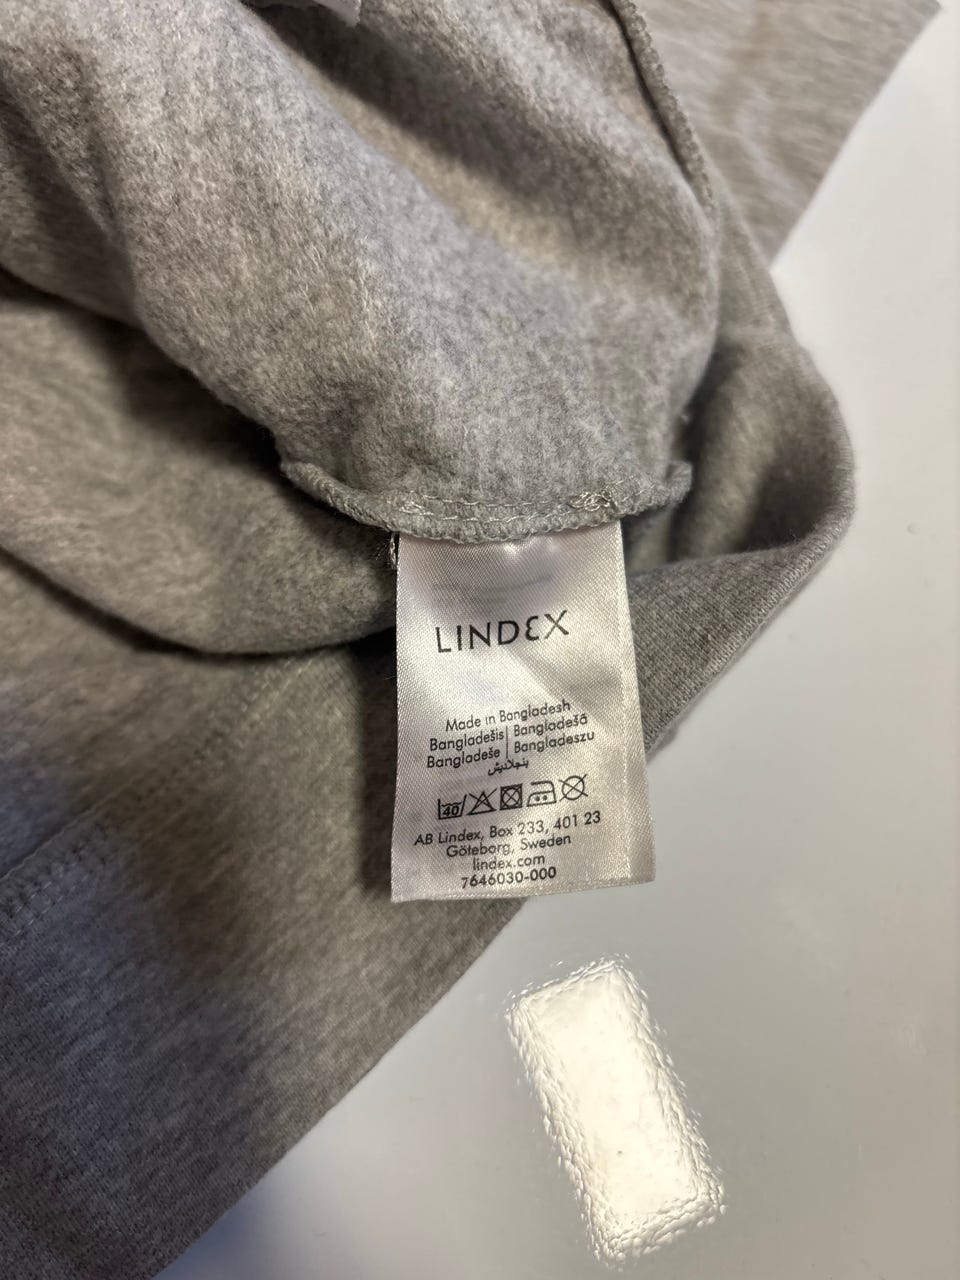 LINDEX
Made in Bangladesh
Bangladešis | Bangladešā
Bangladeše | Bangladeszu
بنجلاديش
40
AB Lindex, Box 233, 401 23
Göteborg, Sweden
lindex.com
7646030-000